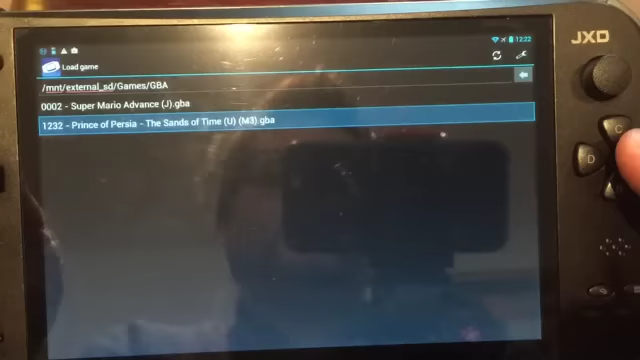 12:22
JXD
Load game
/mnt/external_sd/Games/GBA
0002 - Super Mario Advance (J).gba
1232 - Prince of Persia - The Sands of Time (U) (M3).gba
C
D